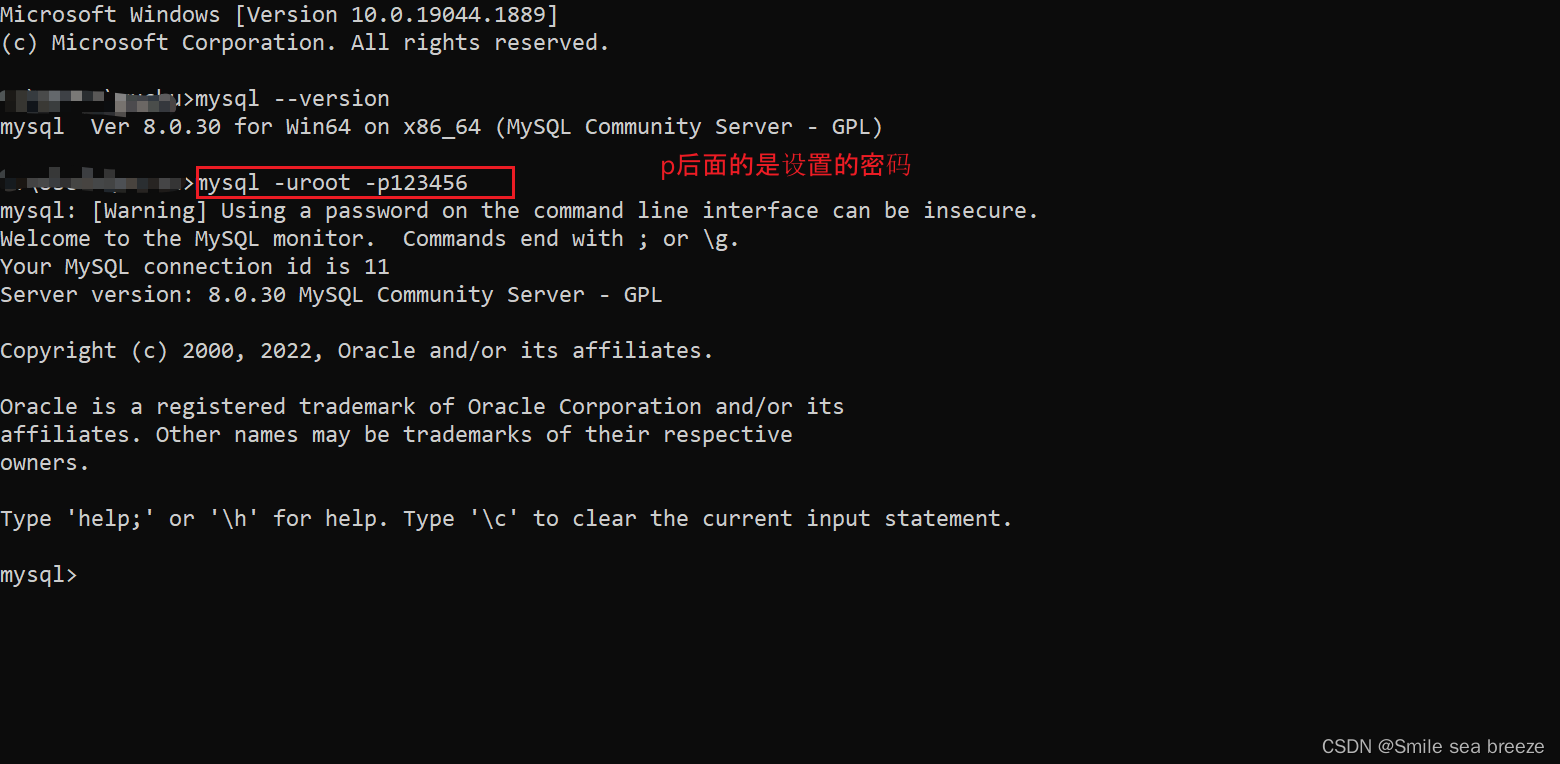 Microsoft Windows [Version 10.0.19044.1889]
(c) Microsoft Corporation. All rights reserved.
>mysql --version
mysql  Ver 8.0.30 for Win64 on x86_64 (MySQL Community Server - GPL)
p后面的是设置的密码
>mysql -uroot -p123456
mysql: [Warning] Using a password on the command line interface can be insecure.
Welcome to the MySQL monitor.  Commands end with ; or \g.
Your MySQL connection id is 11
Server version: 8.0.30 MySQL Community Server - GPL
Copyright (c) 2000, 2022, Oracle and/or its affiliates.
Oracle is a registered trademark of Oracle Corporation and/or its
affiliates. Other names may be trademarks of their respective
owners.
Type 'help;' or '\h' for help. Type '\c' to clear the current input statement.
mysql>
CSDN @Smile sea breeze